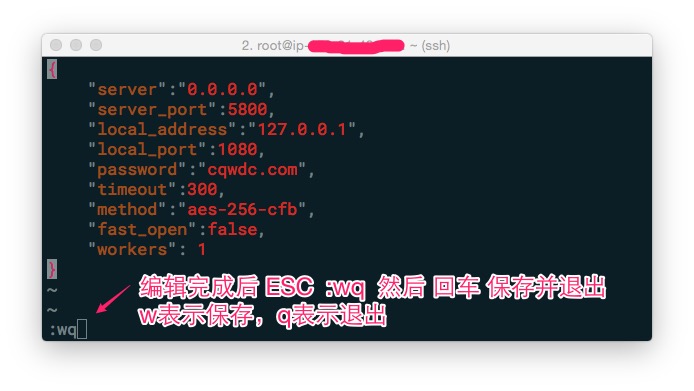 2. root@ip- ~ (ssh)
{
"server":"0.0.0.0",
"server_port":5800,
"local_address":"127.0.0.1",
"local_port":1080,
"password":"cqwdc.com",
"timeout":300,
"method":"aes-256-cfb",
"fast_open":false,
"workers": 1
}
~
编辑完成后 ESC :wq 然后 回车 保存并退出
~
w表示保存，q表示退出
:wq